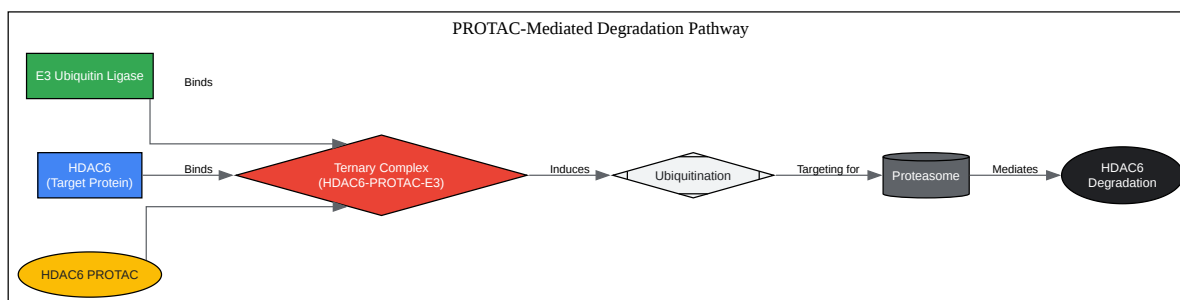 PROTAC-Mediated Degradation Pathway
E3 Ubiquitin Ligase
Binds
HDAC6
(Target Protein)
Binds
Ternary Complex
(HDAC6-PROTAC-E3)
Induces
Ubiquitination
Targeting for
Proteasome
Mediates
HDAC6
Degradation
HDAC6 PROTAC